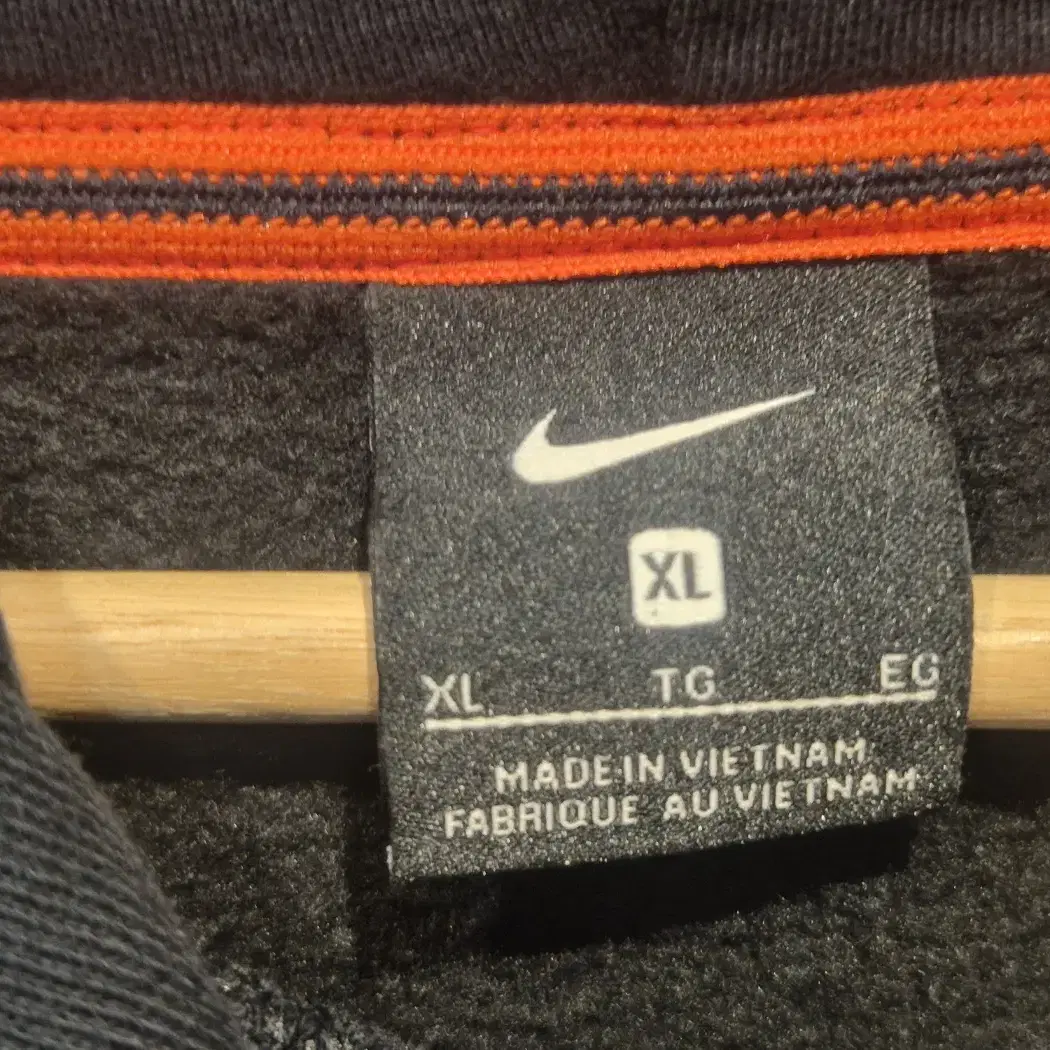 XL
XL TG EG
MADE IN VIETNAM
FABRIQUE AU VIETNAM